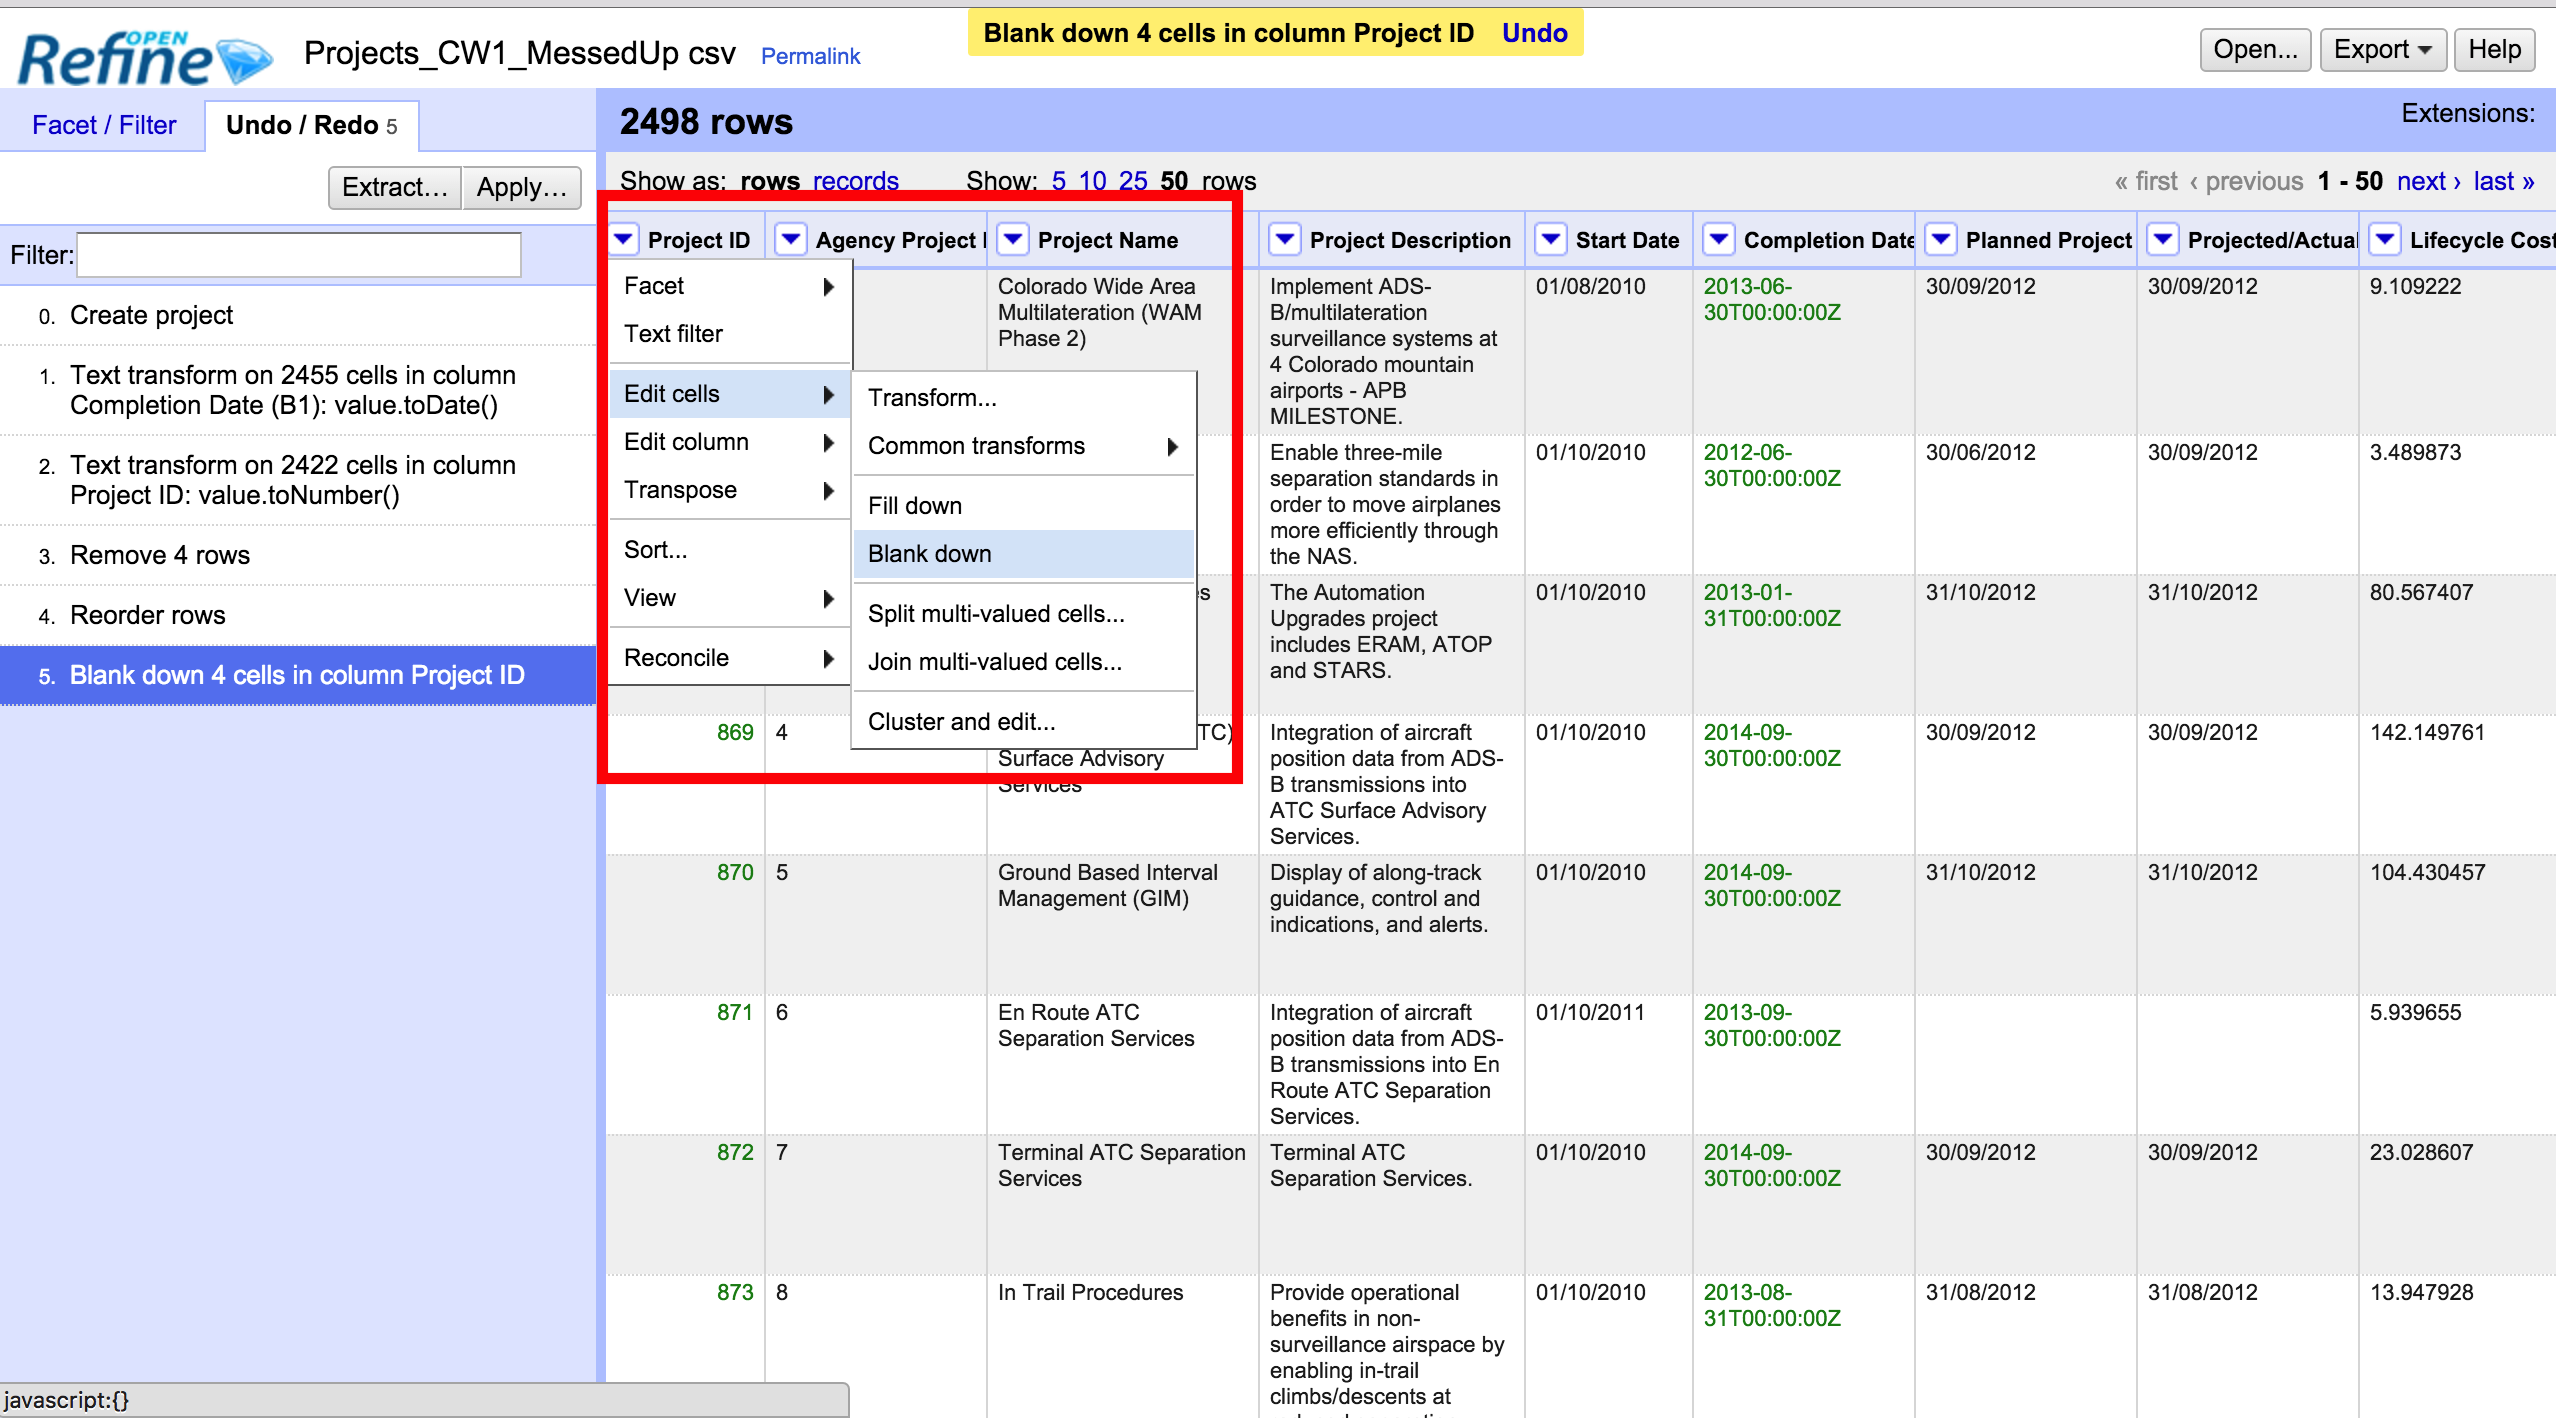 OPEN
Refine
Projects_CW1_MessedUp csv Permalink
Blank down 4 cells in column Project ID Undo
Open... Export Help
Facet / Filter Undo / Redo 5
Extract... Apply...
Filter:
0. Create project
1. Text transform on 2455 cells in column
Completion Date (B1): value.toDate()
2. Text transform on 2422 cells in column
Project ID: value.toNumber()
3. Remove 4 rows
4. Reorder rows
5. Blank down 4 cells in column Project ID
2498 rows
Extensions:
Show as: rows records Show: 5 10 25 50 rows
« first ‹ previous 1 - 50 next › last »
Project ID Agency Project Project Name Project Description Start Date Completion Date Planned Project Projected/Actual Lifecycle Cost
Facet
Text filter
Edit cells
Edit column
Transpose
Sort...
View
Reconcile
Transform...
Common transforms
Fill down
Blank down
Split multi-valued cells...
Join multi-valued cells...
Cluster and edit...
Colorado Wide Area
Multilateration (WAM
Phase 2)
Implement ADS-
B/multilateration
surveillance systems at
4 Colorado mountain
airports - APB
MILESTONE.
01/08/2010
2013-06-
30T00:00:00Z
30/09/2012
30/09/2012
9.109222
Enable three-mile
separation standards in
order to move airplanes
more efficiently through
the NAS.
01/10/2010
2012-06-
30T00:00:00Z
30/06/2012
30/09/2012
3.489873
The Automation
Upgrades project
includes ERAM, ATOP
and STARS.
01/10/2010
2013-01-
31T00:00:00Z
31/10/2012
31/10/2012
80.567407
869
4
TC)
Surface Advisory
Services
Integration of aircraft
position data from ADS-
B transmissions into
ATC Surface Advisory
Services.
01/10/2010
2014-09-
30T00:00:00Z
30/09/2012
30/09/2012
142.149761
870
5
Ground Based Interval
Management (GIM)
Display of along-track
guidance, control and
indications, and alerts.
01/10/2010
2014-09-
30T00:00:00Z
31/10/2012
31/10/2012
104.430457
871
6
En Route ATC
Separation Services
Integration of aircraft
position data from ADS-
B transmissions into En
Route ATC Separation
Services.
01/10/2011
2013-09-
30T00:00:00Z
5.939655
872
7
Terminal ATC Separation
Services
Terminal ATC
Separation Services.
01/10/2010
2014-09-
30T00:00:00Z
30/09/2012
30/09/2012
23.028607
873
8
In Trail Procedures
Provide operational
benefits in non-
surveillance airspace by
enabling in-trail
climbs/descents at
01/10/2010
2013-08-
31T00:00:00Z
31/08/2012
31/08/2012
13.947928
javascript:{}